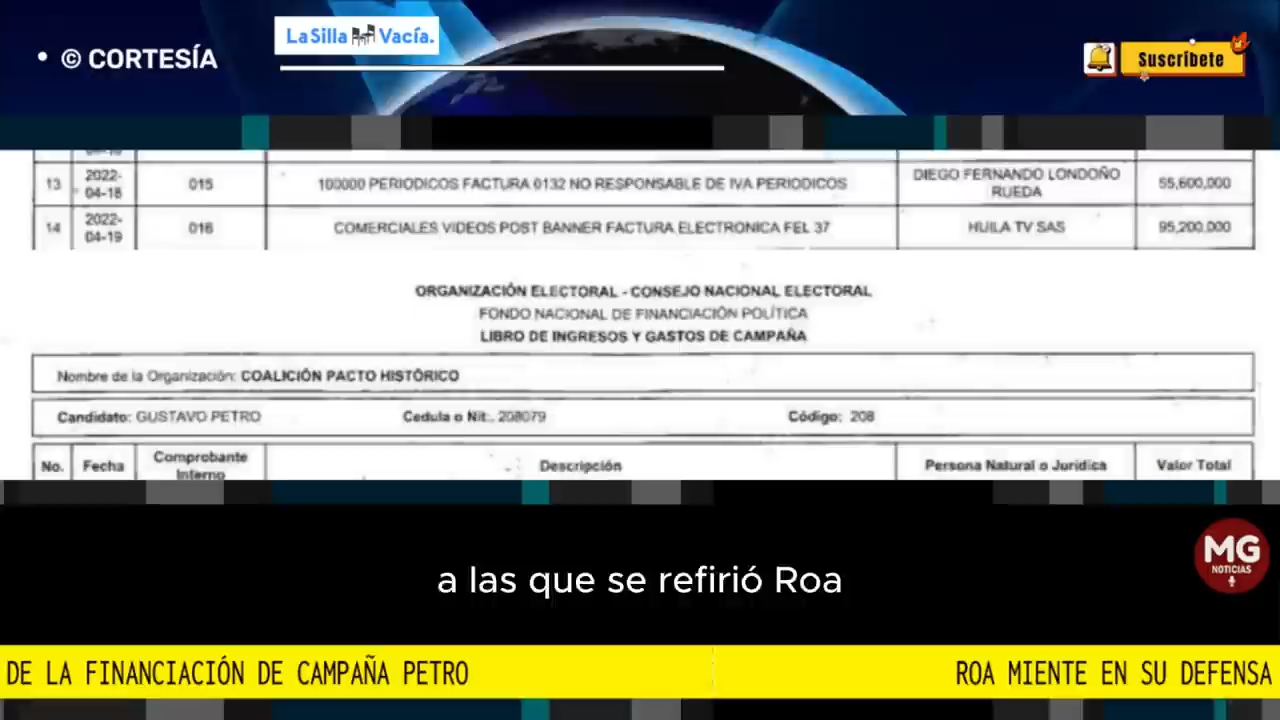 • © CORTESÍA
La Silla Vacía.
Suscríbete
13 2022-04-18 015 100000 PERIODICOS FACTURA 0132 NO RESPONSABLE DE IVA PERIODICOS DIEGO FERNANDO LONDOÑO RUEDA 55,600,000
14 2022-04-19 016 COMERCIALES VIDEOS POST BANNER FACTURA ELECTRONICA FEL 37 HUILA TV SAS 95,200,000
ORGANIZACIÓN ELECTORAL - CONSEJO NACIONAL ELECTORAL
FONDO NACIONAL DE FINANCIACIÓN POLÍTICA
LIBRO DE INGRESOS Y GASTOS DE CAMPAÑA
Nombre de la Organización: COALICIÓN PACTO HISTÓRICO
Candidato: GUSTAVO PETRO Cedula o Nit.. 208079 Código: 208
No. Fecha Comprobante Interno Descripción Persona Natural o Juridica Valor Total
MG
NOTICIAS
a las que se refirió Roa
DE LA FINANCIACIÓN DE CAMPAÑA PETRO ROA MIENTE EN SU DEFENSA